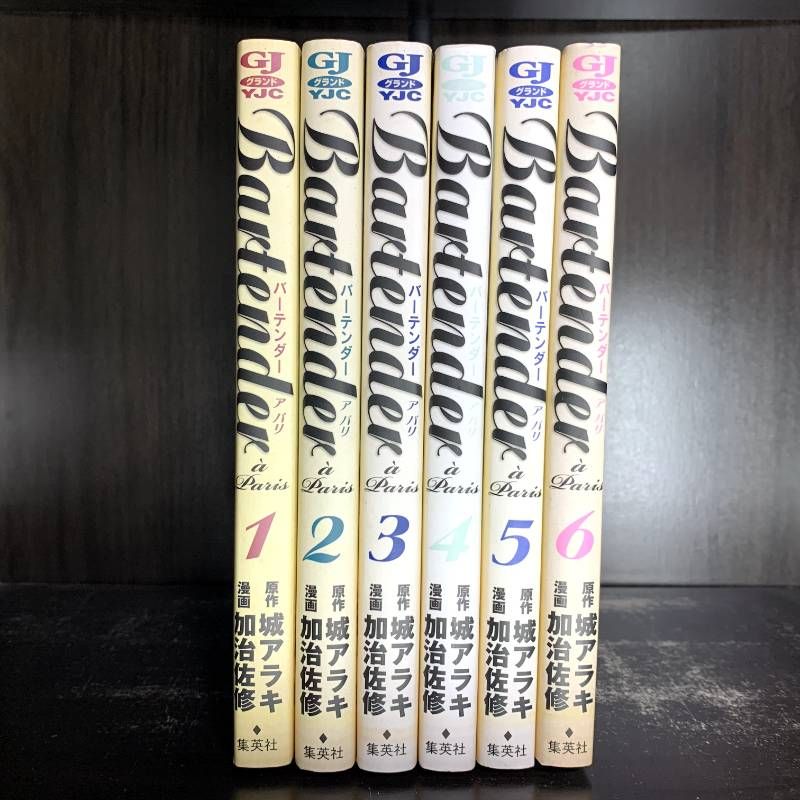 GJ
グランド
YJC
Bartender
バーテンダー ア パリ
à
Paris
1
原作 城アラキ
漫画 加治佐修
集英社
GJ
グランド
YJC
Bartender
バーテンダー ア パリ
à
Paris
2
原作 城アラキ
漫画 加治佐修
集英社
GJ
グランド
YJC
Bartender
バーテンダー ア パリ
à
Paris
3
原作 城アラキ
漫画 加治佐修
集英社
GJ
グランド
YJC
Bartender
バーテンダー ア パリ
à
Paris
4
原作 城アラキ
漫画 加治佐修
集英社
GJ
グランド
YJC
Bartender
バーテンダー ア パリ
à
Paris
5
原作 城アラキ
漫画 加治佐修
集英社
GJ
グランド
YJC
Bartender
バーテンダー ア パリ
à
Paris
6
原作 城アラキ
漫画 加治佐修
集英社